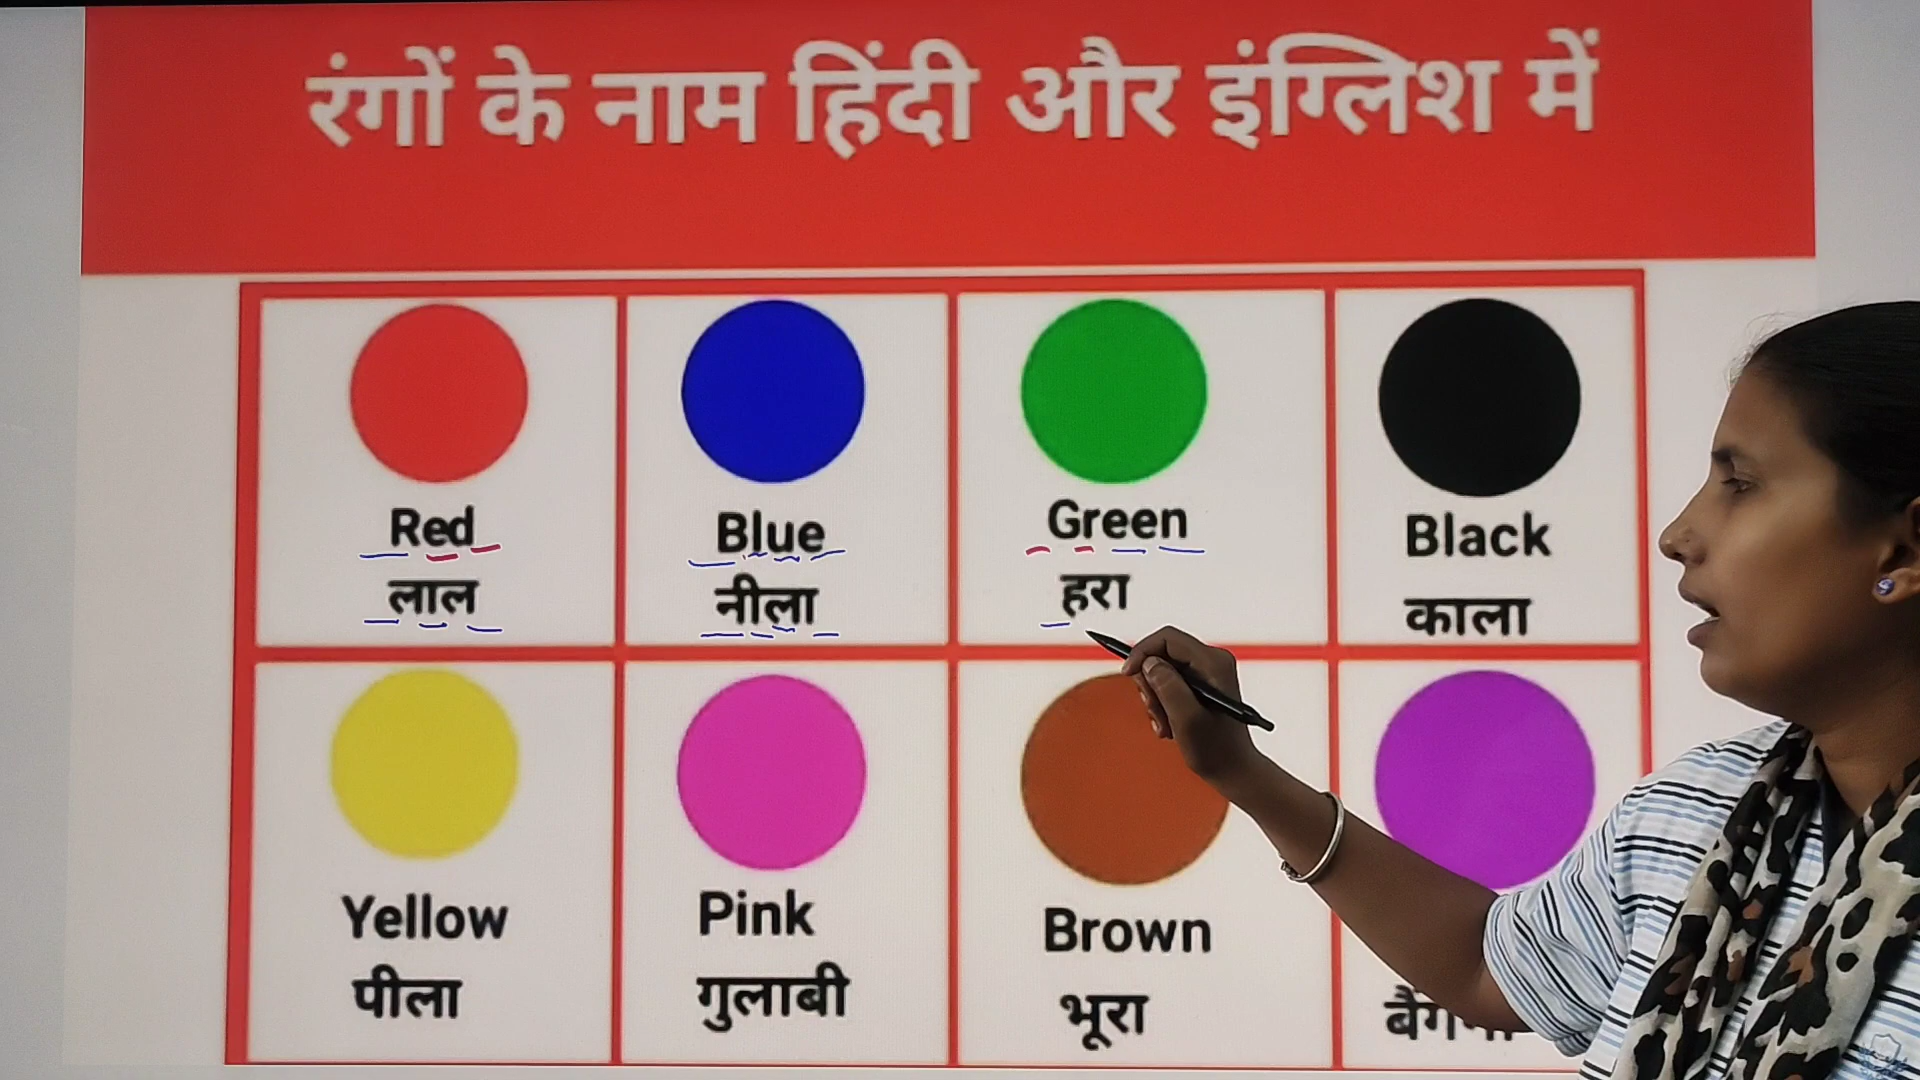 रंगों के नाम हिंदी और इंग्लिश में
Red
लाल
Blue
नीला
Green
हरा
Black
काला
Yellow
पीला
Pink
गुलाबी
Brown
भूरा